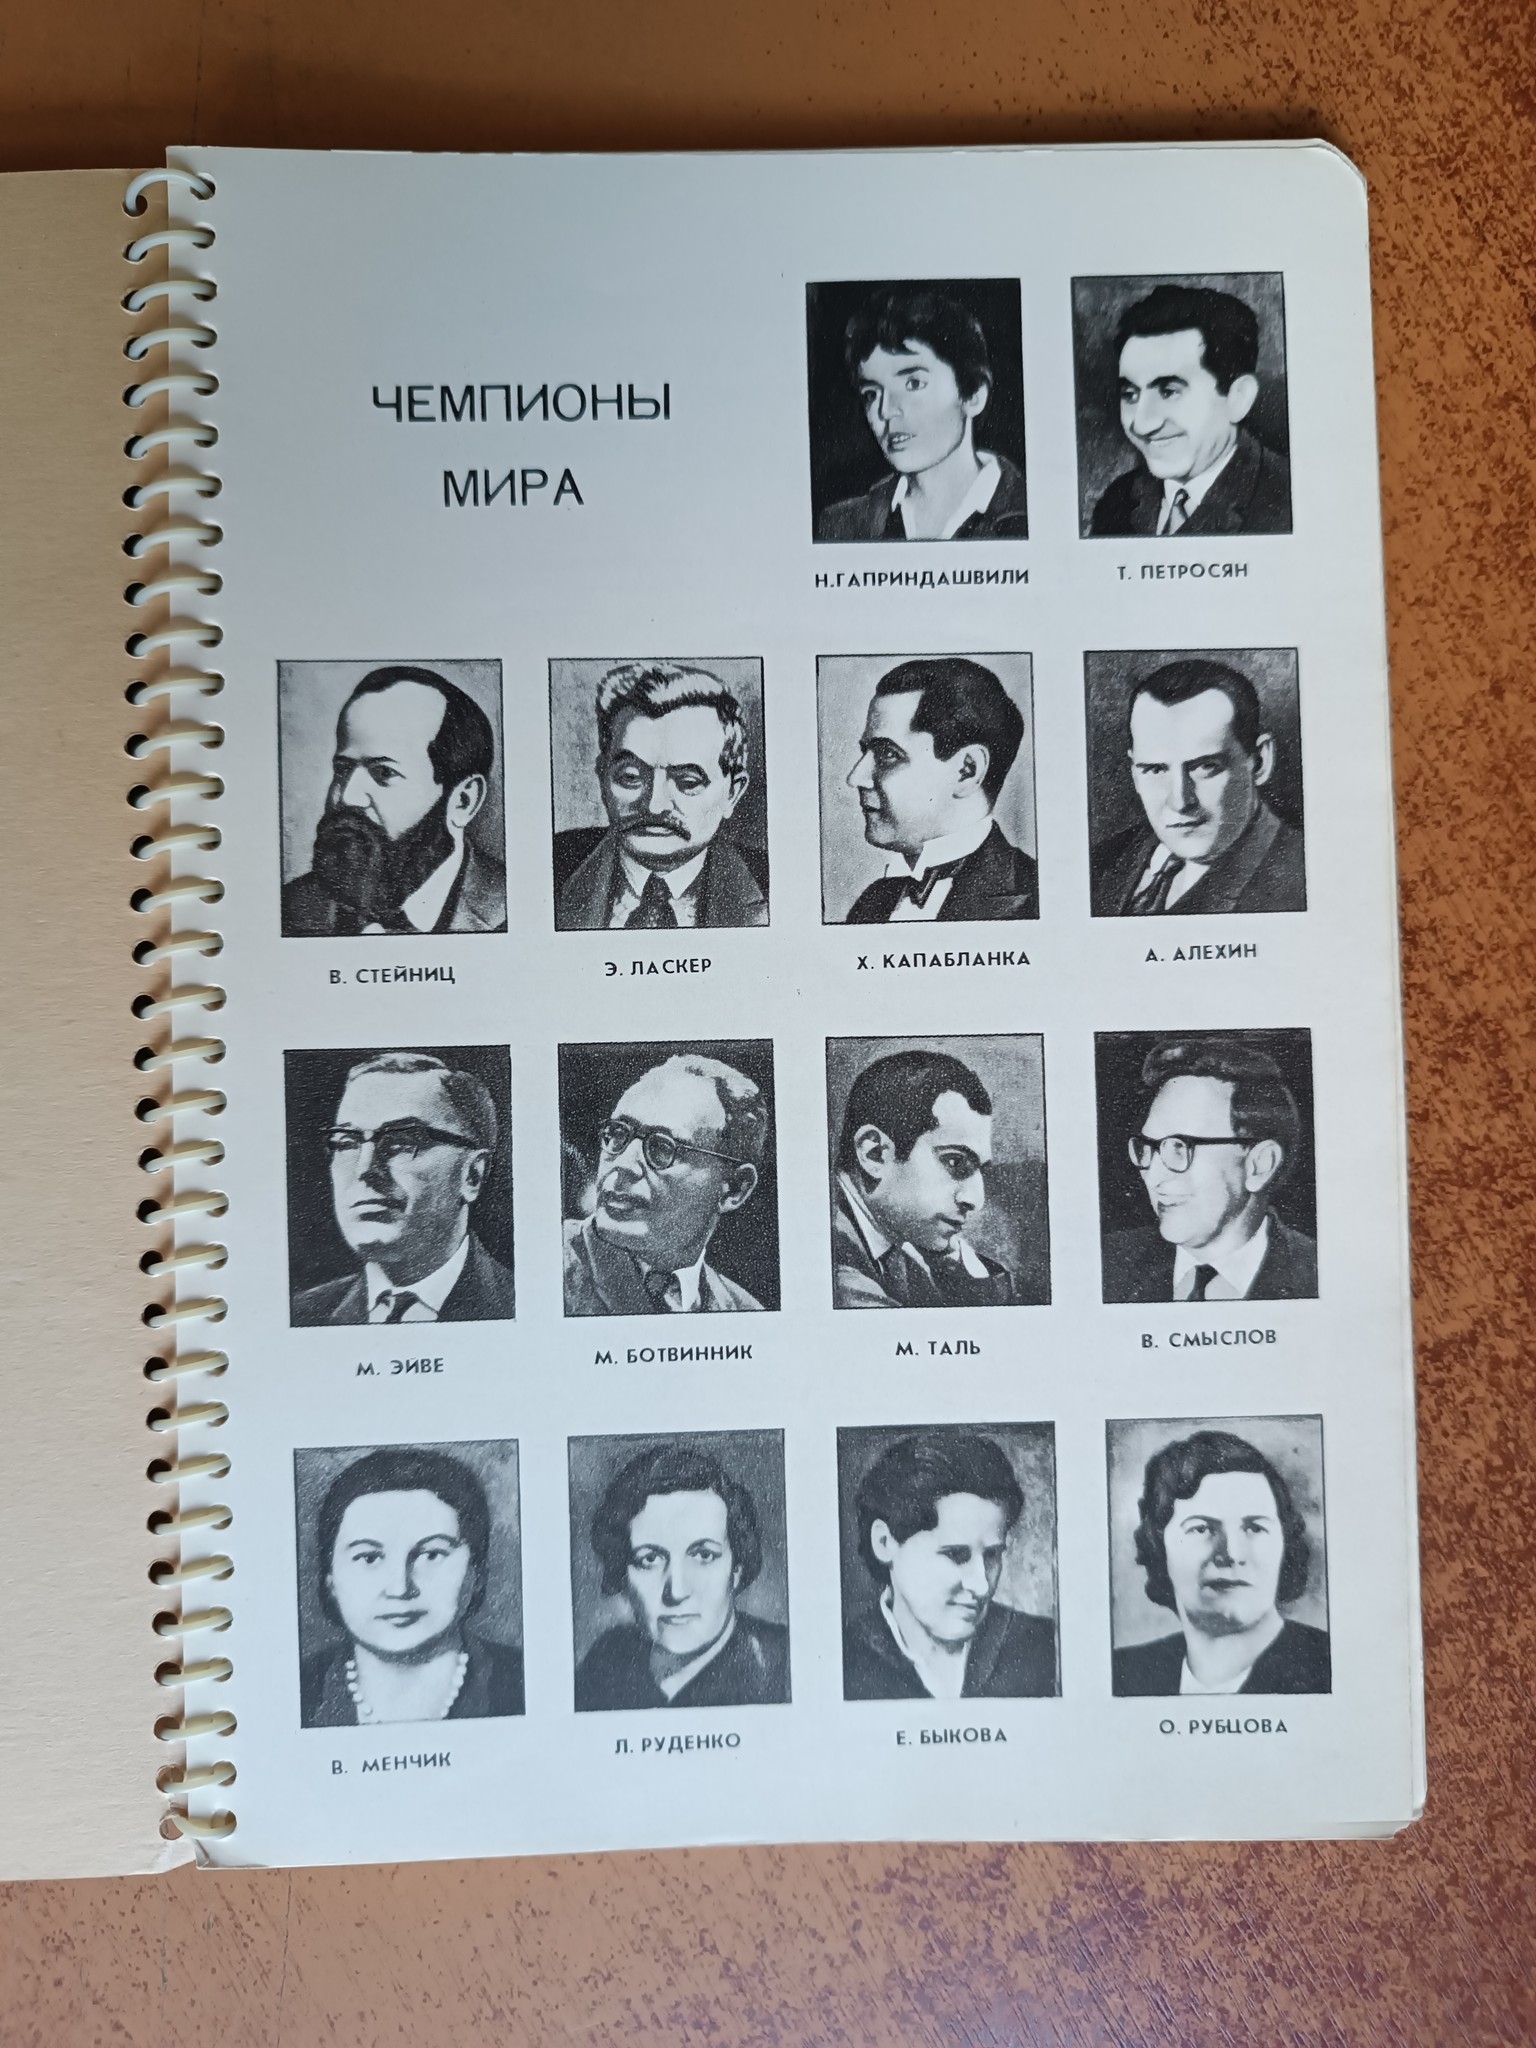 ЧЕМПИОНЫ
МИРА
Н.ГАПРИНДАШВИЛИ
Т. ПЕТРОСЯН
В. СТЕЙНИЦ
Э. ЛАСКЕР
Х. КАПАБЛАНКА
А. АЛЕХИН
М. ЭЙВЕ
М. БОТВИННИК
М. ТАЛЬ
В. СМЫСЛОВ
В. МЕНЧИК
Л. РУДЕНКО
Е. БЫКОВА
О. РУБЦОВА